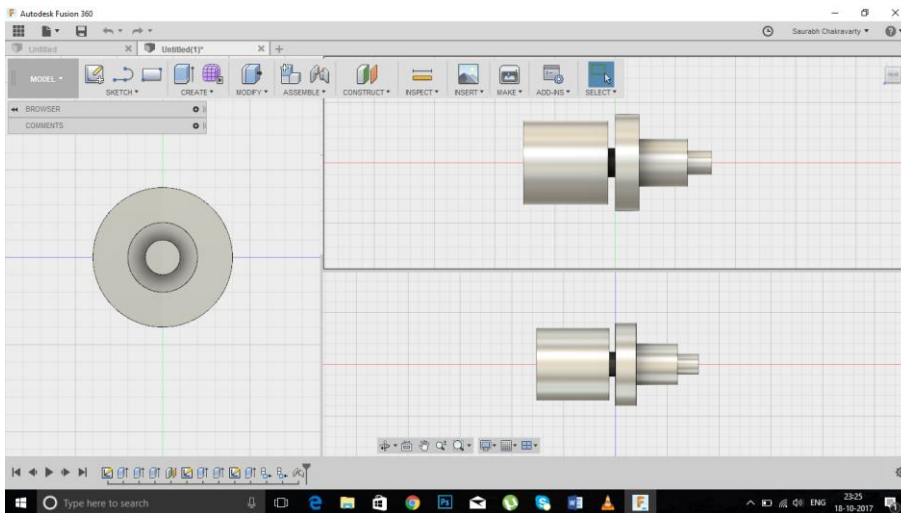 Autodesk Fusion 360
Saurabh Chakravarty
Untitled
Untitled(1)*
MODEL
SKETCH
CREATE
MODIFY
ASSEMBLE
CONSTRUCT
INSPECT
INSERT
MAKE
ADD-INS
SELECT
BROWSER
COMMENTS
Type here to search
ENG
23:25
18-10-2017